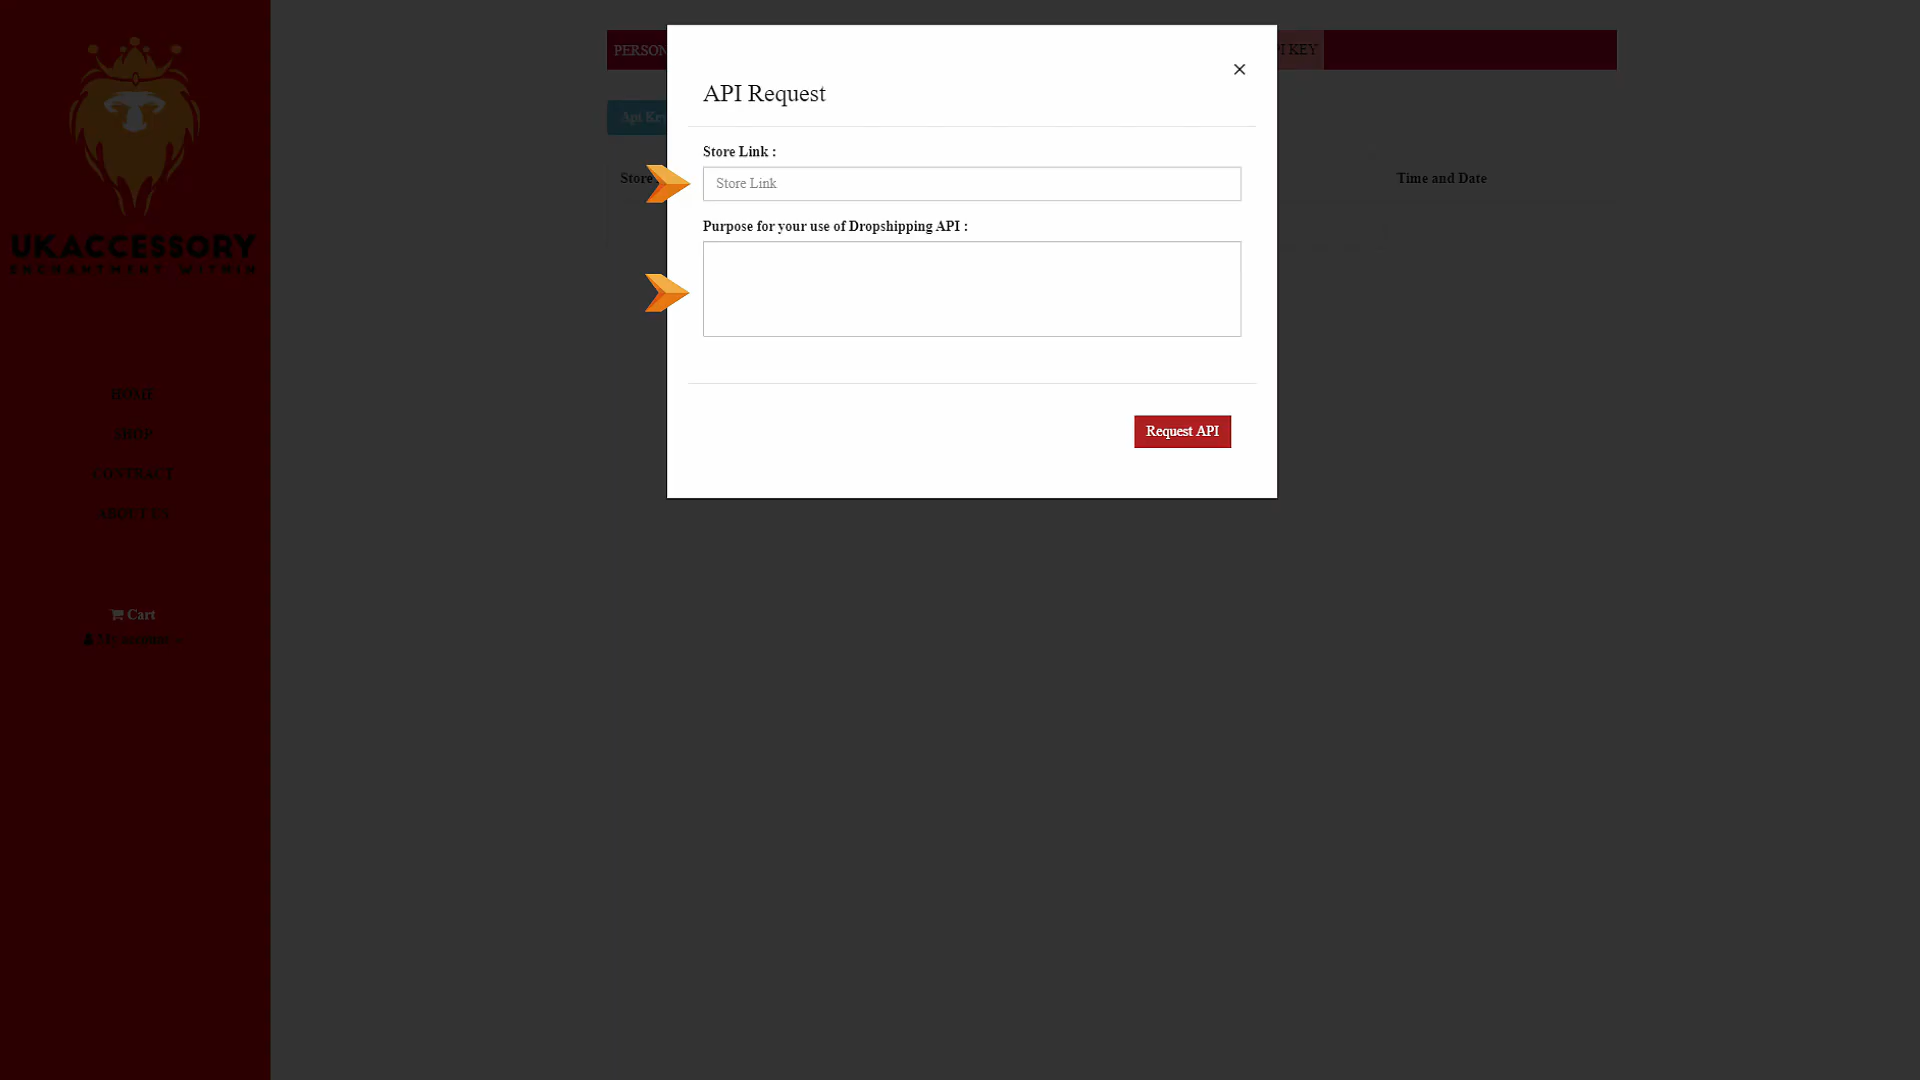 UKACCESSORY
ENCHANTMENT WITHIN
HOME
SHOP
CONTRACT
ABOUT US
Cart
My account
PERSON
I KEY
Api Key
Store
Time and Date
API Request
×
Store Link :
Store Link
Purpose for your use of Dropshipping API :
Request API